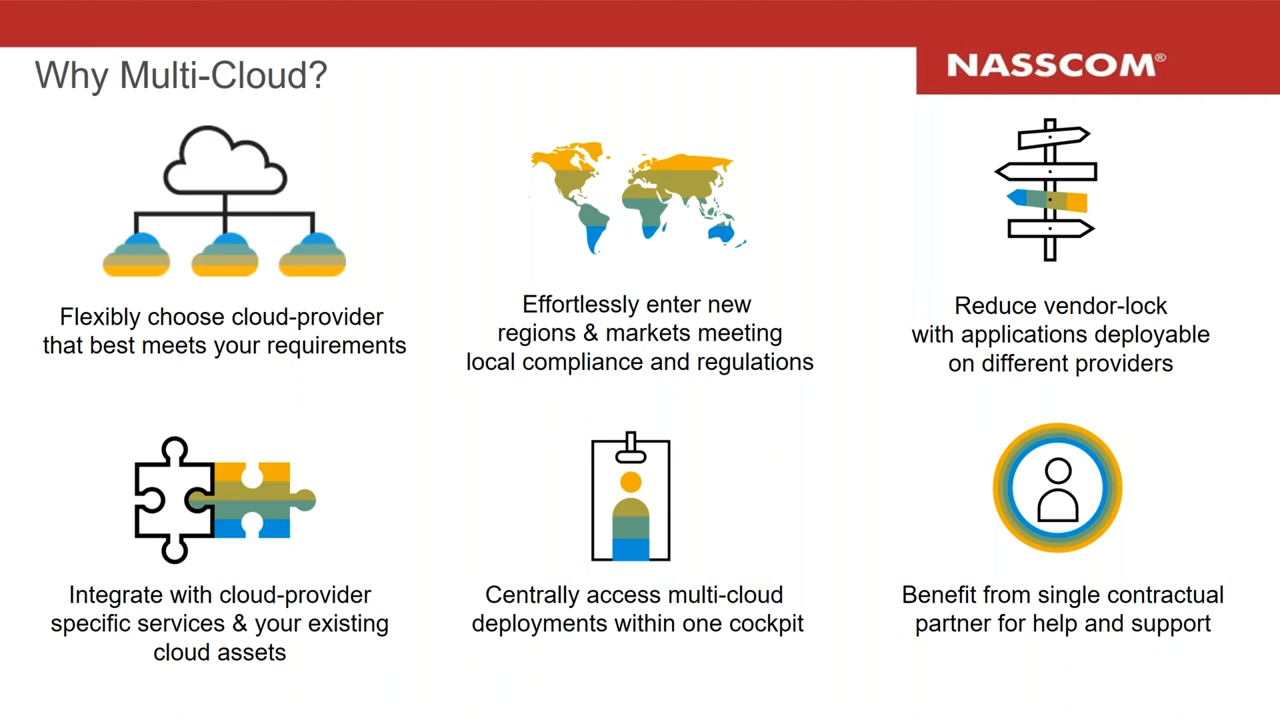 Why Multi-Cloud?
NASSCOM®
Flexibly choose cloud-provider
that best meets your requirements
Effortlessly enter new
regions & markets meeting
local compliance and regulations
Reduce vendor-lock
with applications deployable
on different providers
Integrate with cloud-provider
specific services & your existing
cloud assets
Centrally access multi-cloud
deployments within one cockpit
Benefit from single contractual
partner for help and support